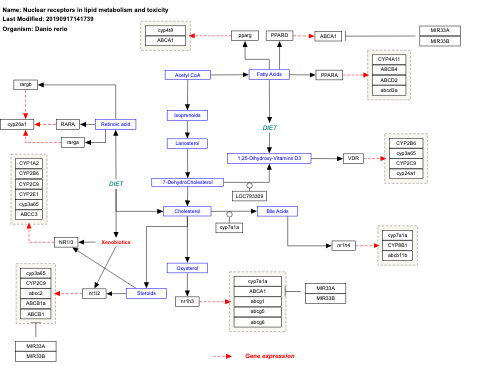 Name: Nuclear receptors in lipid metabolism and toxicity
Last Modified: 20190917141739
Organism: Danio rerio
cyp4f8
ABCA1
pparg
PPARD
ABCA1
MIR33A
MIR33B
Acetyl CoA
Fatty Acids
PPARA
CYP4A11
ABCB4
ABCD2
abcd3a
rargb
cyp26a1
RARA
rarga
Retinoic acid
Isoprenoids
Lanosterol
DIET
1,25-Dihydroxy-Vitamins D3
VDR
CYP2B6
cyp3a65
CYP2C9
cyp24a1
CYP1A2
CYP2B6
CYP2C9
CYP2E1
cyp3a65
ABCC3
DIET
7-DehydroCholesterol
LOC793309
Cholesterol
cyp7a1a
Bile Acids
nr1h4
cyp7a1a
CYP8B1
abcb11b
NR1I3
Xenobiotics
Oxysterol
cyp3a65
CYP2C9
abcc2
ABCB1a
ABCB1
nr1i2
Steroids
nr1h3
cyp7a1a
ABCA1
abcg1
abcg5
abcg8
MIR33A
MIR33B
MIR33A
MIR33B
Gene expression